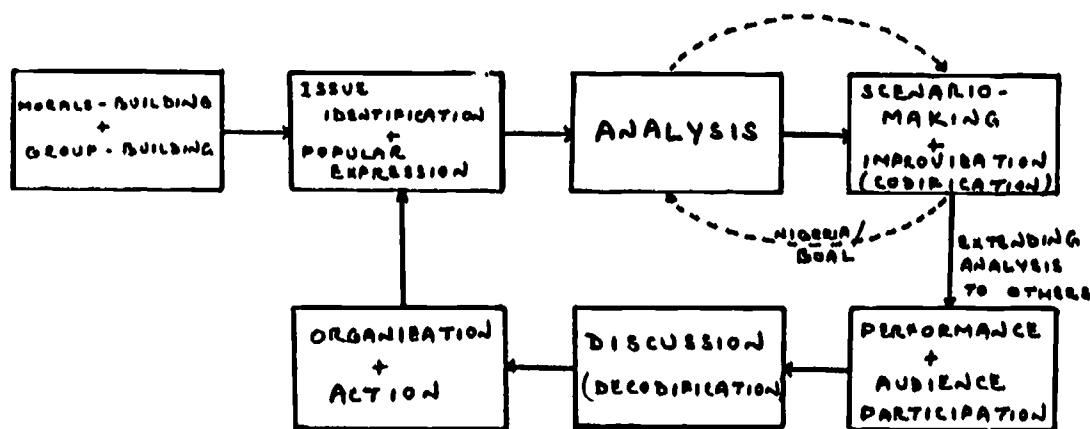 MORALE-BUILDING
+
GROUP-BUILDING
ISSUE
IDENTIFICATION
+
POPULAR
EXPRESSION
ANALYSIS
SCENARIO-
MAKING
+
IMPROVISATION
(CODIFICATION)
NIGERIA/
BOAL
EXTENDING
ANALYSIS
TO OTHERS
ORGANIZATION
+
ACTION
DISCUSSION
(DECODIFICATION)
PERFORMANCE
+
AUDIENCE
PARTICIPATION